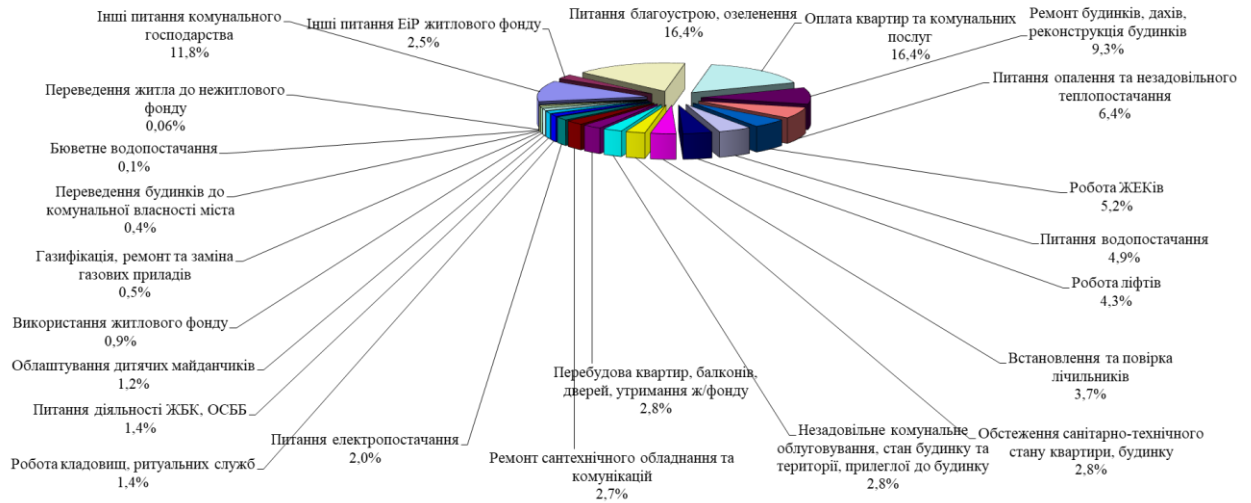 Інші питання комунального
господарства
11,8%
Інші питання ЕіР житлового фонду
2,5%
Питання благоустрою, озеленення
16,4%
Оплата квартир та комунальних
послуг
16,4%
Ремонт будинків, дахів,
реконструкція будинків
9,3%
Питання опалення та незадовільного
теплопостачання
6,4%
Робота ЖЕКів
5,2%
Питання водопостачання
4,9%
Робота ліфтів
4,3%
Встановлення та повірка
лічильників
3,7%
Обстеження санітарно-технічного
стану квартири, будинку
2,8%
Незадовільне комунальне
облуговування, стан будинку та
території, прилеглої до будинку
2,8%
Перебудова квартир, балконів,
дверей, утримання ж/фонду
2,8%
Ремонт сантехнічного обладнання та
комунікацій
2,7%
Питання електропостачання
2,0%
Робота кладовищ, ритуальних служб
1,4%
Питання діяльності ЖБК, ОСББ
1,4%
Облаштування дитячих майданчиків
1,2%
Використання житлового фонду
0,9%
Газифікація, ремонт та заміна
газових приладів
0,5%
Переведення будинків до
комунальної власності міста
0,4%
Бюветне водопостачання
0,1%
Переведення житла до нежитлового
фонду
0,06%